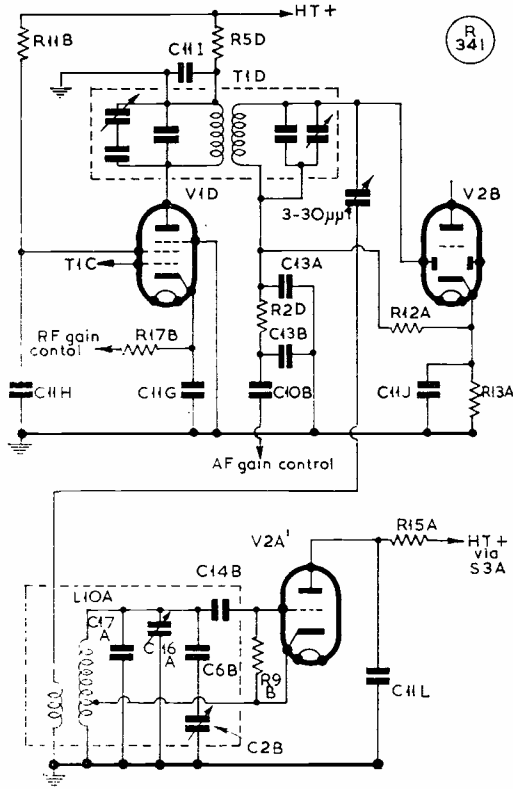 HT+
R11B
C11I
R5D
R
341
T1D
V1D
V2B
3-30μμf
T1C
C13A
R2D
R12A
C13B
RF gain
contol
R17B
C11H
C11G
C10B
C11J
R13A
AF gain control
R15A
HT+
via
S3A
V2A'
C14B
L10A
C17
A
C16
A
C6B
R9
B
C11L
C2B